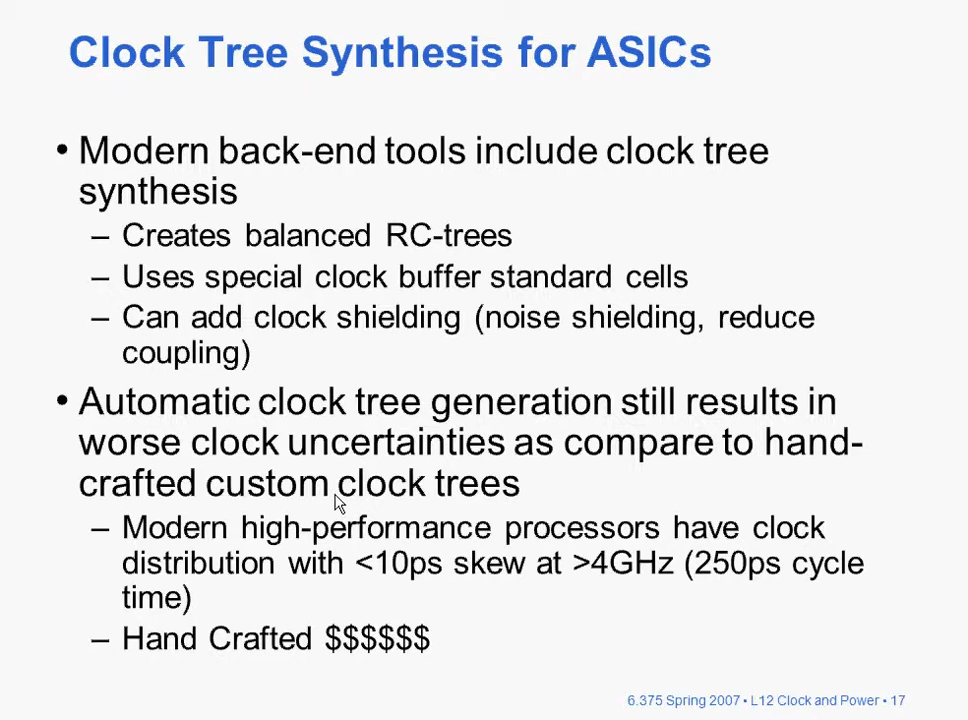 Clock Tree Synthesis for ASICs
• Modern back-end tools include clock tree
synthesis
– Creates balanced RC-trees
– Uses special clock buffer standard cells
– Can add clock shielding (noise shielding, reduce
coupling)
• Automatic clock tree generation still results in
worse clock uncertainties as compare to hand-
crafted custom clock trees
– Modern high-performance processors have clock
distribution with <10ps skew at >4GHz (250ps cycle
time)
– Hand Crafted $$$$$$
6.375 Spring 2007 • L12 Clock and Power • 17